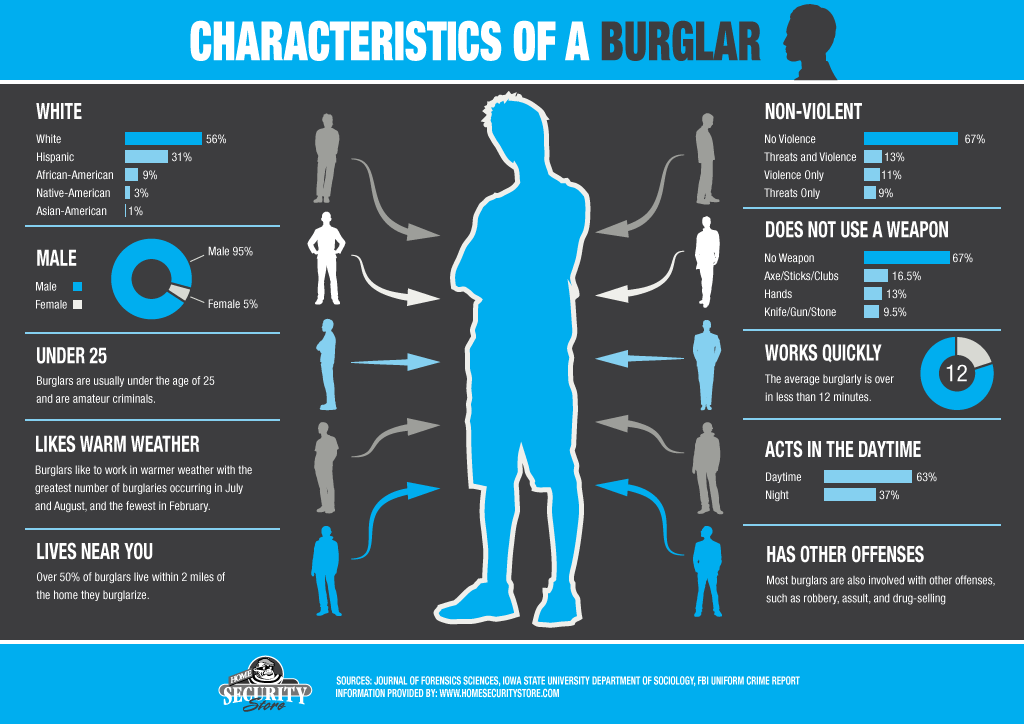 CHARACTERISTICS OF A BURGLAR
WHITE
White 56%
Hispanic 31%
African-American 9%
Native-American 3%
Asian-American 1%
MALE
Male
Female
Male 95%
Female 5%
UNDER 25
Burglars are usually under the age of 25
and are amateur criminals.
LIKES WARM WEATHER
Burglars like to work in warmer weather with the
greatest number of burglaries occurring in July
and August, and the fewest in February.
LIVES NEAR YOU
Over 50% of burglars live within 2 miles of
the home they burglarize.
NON-VIOLENT
No Violence 67%
Threats and Violence 13%
Violence Only 11%
Threats Only 9%
DOES NOT USE A WEAPON
No Weapon 67%
Axe/Sticks/Clubs 16.5%
Hands 13%
Knife/Gun/Stone 9.5%
WORKS QUICKLY
The average burglarly is over
in less than 12 minutes.
12
ACTS IN THE DAYTIME
Daytime 63%
Night 37%
HAS OTHER OFFENSES
Most burglars are also involved with other offenses,
such as robbery, assult, and drug-selling
HOME
SECURITY
Store
SOURCES: JOURNAL OF FORENSICS SCIENCES, IOWA STATE UNIVERSITY DEPARTMENT OF SOCIOLOGY, FBI UNIFORM CRIME REPORT
INFORMATION PROVIDED BY: WWW.HOMESECURITYSTORE.COM